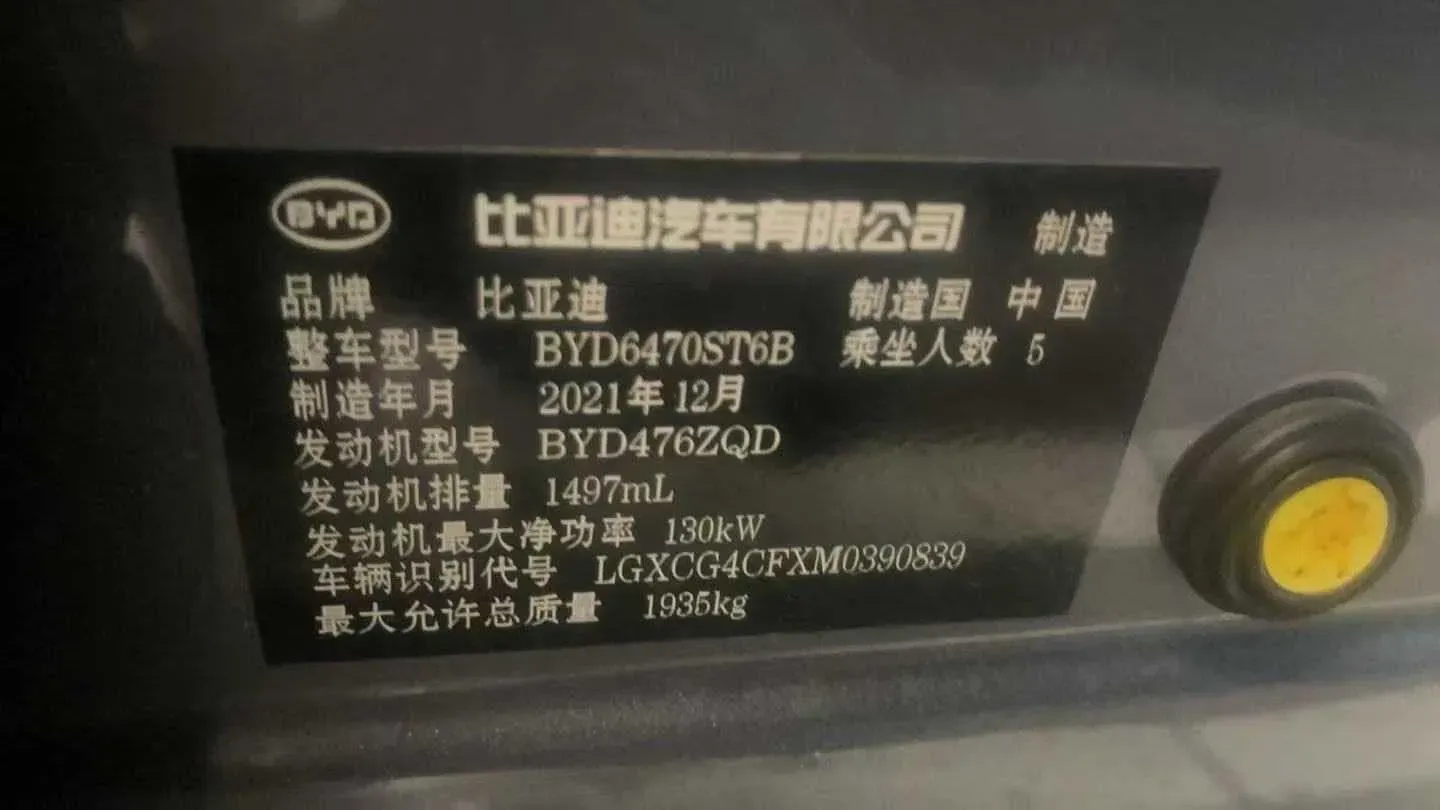 BYD 比亚迪汽车有限公司 制造
品牌 比亚迪 制造国 中国
整车型号 BYD6470ST6B 乘坐人数 5
制造年月 2021年12月
发动机型号 BYD476ZQD
发动机排量 1497mL
发动机最大净功率 130kW
车辆识别代号 LGXCG4CFXM0390839
最大允许总质量 1935kg